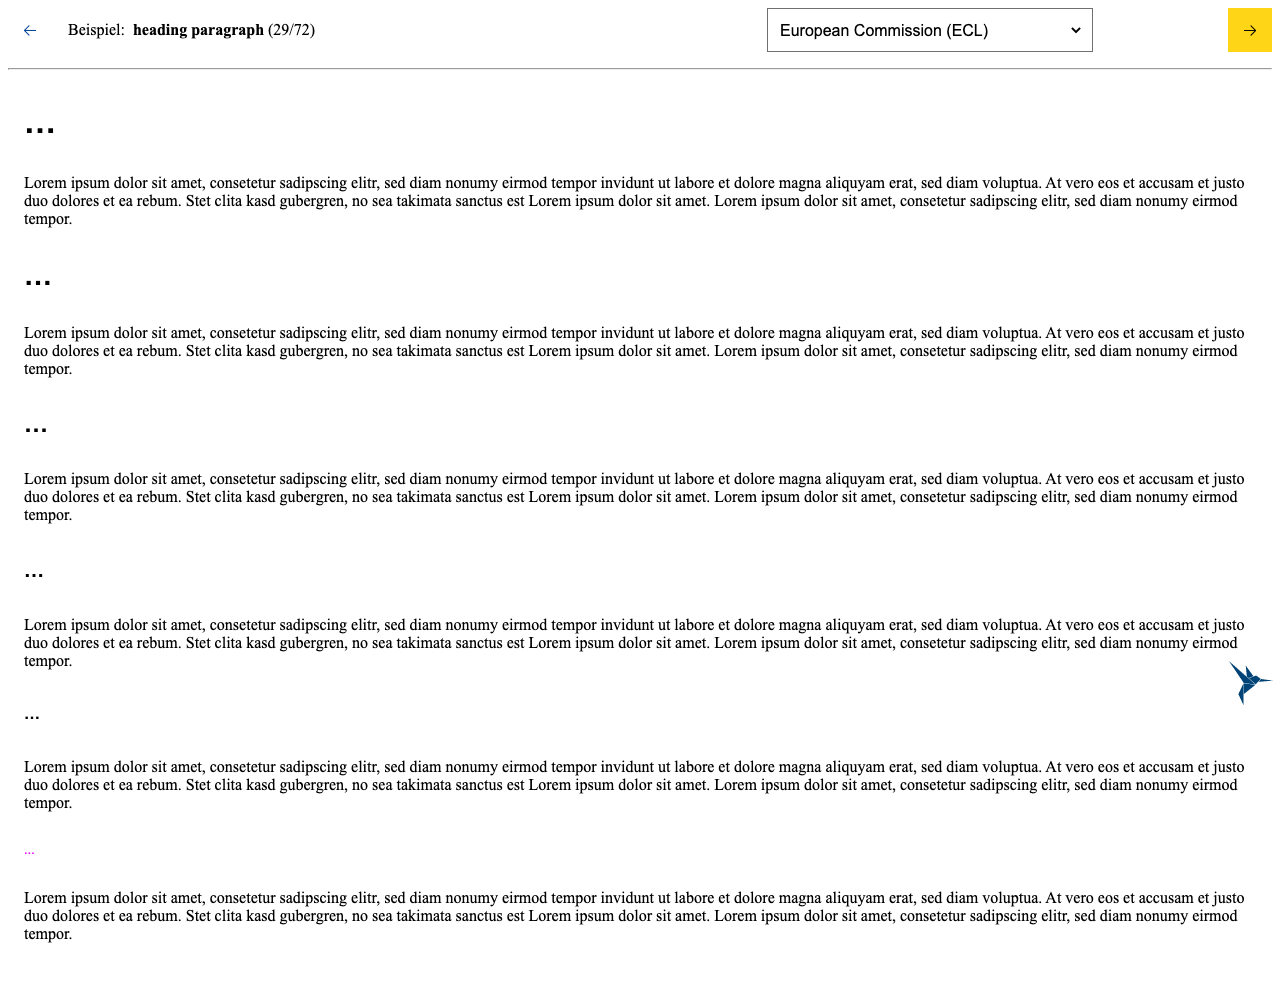 Beispiel: heading paragraph (29/72)
European Commission (ECL)
…
Lorem ipsum dolor sit amet, consetetur sadipscing elitr, sed diam nonumy eirmod tempor invidunt ut labore et dolore magna aliquyam erat, sed diam voluptua. At vero eos et accusam et justo
duo dolores et ea rebum. Stet clita kasd gubergren, no sea takimata sanctus est Lorem ipsum dolor sit amet. Lorem ipsum dolor sit amet, consetetur sadipscing elitr, sed diam nonumy eirmod
tempor.
…
Lorem ipsum dolor sit amet, consetetur sadipscing elitr, sed diam nonumy eirmod tempor invidunt ut labore et dolore magna aliquyam erat, sed diam voluptua. At vero eos et accusam et justo
duo dolores et ea rebum. Stet clita kasd gubergren, no sea takimata sanctus est Lorem ipsum dolor sit amet. Lorem ipsum dolor sit amet, consetetur sadipscing elitr, sed diam nonumy eirmod
tempor.
…
Lorem ipsum dolor sit amet, consetetur sadipscing elitr, sed diam nonumy eirmod tempor invidunt ut labore et dolore magna aliquyam erat, sed diam voluptua. At vero eos et accusam et justo
duo dolores et ea rebum. Stet clita kasd gubergren, no sea takimata sanctus est Lorem ipsum dolor sit amet. Lorem ipsum dolor sit amet, consetetur sadipscing elitr, sed diam nonumy eirmod
tempor.
…
Lorem ipsum dolor sit amet, consetetur sadipscing elitr, sed diam nonumy eirmod tempor invidunt ut labore et dolore magna aliquyam erat, sed diam voluptua. At vero eos et accusam et justo
duo dolores et ea rebum. Stet clita kasd gubergren, no sea takimata sanctus est Lorem ipsum dolor sit amet. Lorem ipsum dolor sit amet, consetetur sadipscing elitr, sed diam nonumy eirmod
tempor.
…
Lorem ipsum dolor sit amet, consetetur sadipscing elitr, sed diam nonumy eirmod tempor invidunt ut labore et dolore magna aliquyam erat, sed diam voluptua. At vero eos et accusam et justo
duo dolores et ea rebum. Stet clita kasd gubergren, no sea takimata sanctus est Lorem ipsum dolor sit amet. Lorem ipsum dolor sit amet, consetetur sadipscing elitr, sed diam nonumy eirmod
tempor.
…
Lorem ipsum dolor sit amet, consetetur sadipscing elitr, sed diam nonumy eirmod tempor invidunt ut labore et dolore magna aliquyam erat, sed diam voluptua. At vero eos et accusam et justo
duo dolores et ea rebum. Stet clita kasd gubergren, no sea takimata sanctus est Lorem ipsum dolor sit amet. Lorem ipsum dolor sit amet, consetetur sadipscing elitr, sed diam nonumy eirmod
tempor.